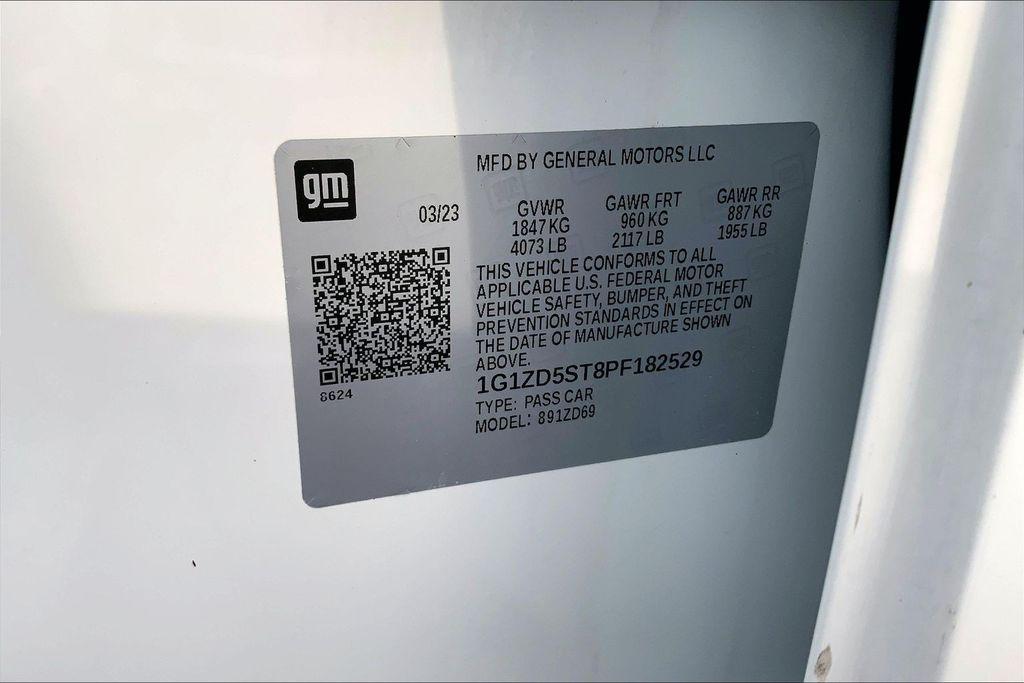 gm
MFD BY GENERAL MOTORS LLC
03/23
GVWR
1847 KG
4073 LB
GAWR FRT
960 KG
2117 LB
GAWR RR
887 KG
1955 LB
THIS VEHICLE CONFORMS TO ALL
APPLICABLE U.S. FEDERAL MOTOR
VEHICLE SAFETY, BUMPER, AND THEFT
PREVENTION STANDARDS IN EFFECT ON
THE DATE OF MANUFACTURE SHOWN
ABOVE.
1G1ZD5ST8PF182529
TYPE: PASS CAR
MODEL: 891ZD69
8624